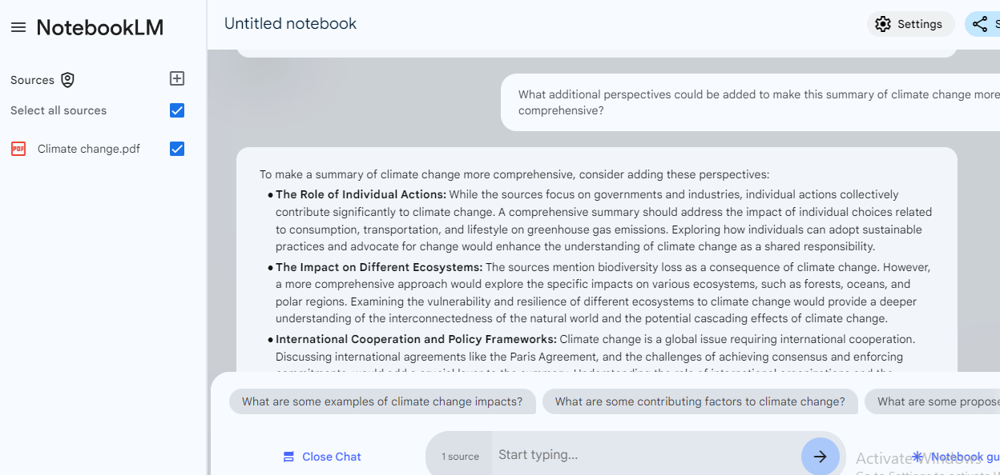 NotebookLM
Untitled notebook
Settings
S
Sources
Select all sources
PDF Climate change.pdf
What additional perspectives could be added to make this summary of climate change more
comprehensive?
To make a summary of climate change more comprehensive, consider adding these perspectives:
● The Role of Individual Actions: While the sources focus on governments and industries, individual actions collectively
contribute significantly to climate change. A comprehensive summary should address the impact of individual choices related
to consumption, transportation, and lifestyle on greenhouse gas emissions. Exploring how individuals can adopt sustainable
practices and advocate for change would enhance the understanding of climate change as a shared responsibility.
● The Impact on Different Ecosystems: The sources mention biodiversity loss as a consequence of climate change. However,
a more comprehensive approach would explore the specific impacts on various ecosystems, such as forests, oceans, and
polar regions. Examining the vulnerability and resilience of different ecosystems to climate change would provide a deeper
understanding of the interconnectedness of the natural world and the potential cascading effects of climate change.
● International Cooperation and Policy Frameworks: Climate change is a global issue requiring international cooperation.
Discussing international agreements like the Paris Agreement, and the challenges of achieving consensus and enforcing
What are some examples of climate change impacts?
What are some contributing factors to climate change?
What are some propose
Close Chat
1 source
Start typing...
Activate Windows
Notebook gu